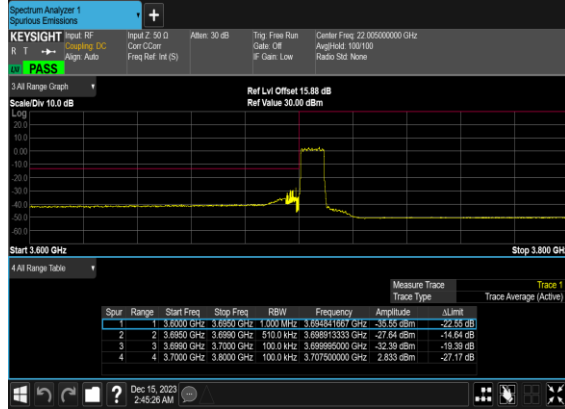 Spectrum Analyzer 1
Spurious Emissions
KEYSIGHT Input: RF Input Z: 50 Ω Atten: 30 dB Trig: Free Run Center Freq: 22.005000000 GHz
R T Coupling: DC Corr CCorr Gate: Off Avg|Hold: 100/100
Align: Auto Freq Ref: Int (S) IF Gain: Low Radio Std: None
PASS
3 All Range Graph
Ref Lvl Offset 15.88 dB
Scale/Div 10.0 dB Ref Value 30.00 dBm
Log
20.0
10.0
0.00
-10.0
-20.0
-30.0
-40.0
-50.0
-60.0
Start 3.600 GHz Stop 3.800 GH
4 All Range Table
Measure Trace Trace 1
Trace Type Trace Average (Active)
Spur Range Start Freq Stop Freq RBW Frequency Amplitude ΔLimit
1 1 3.6000 GHz 3.6950 GHz 1.000 MHz 3.694841667 GHz -35.55 dBm -22.55 dB
2 2 3.6950 GHz 3.6990 GHz 510.0 kHz 3.698913333 GHz -27.64 dBm -14.64 dB
3 3 3.6990 GHz 3.7000 GHz 100.0 kHz 3.699995000 GHz -32.39 dBm -19.39 dB
4 4 3.7000 GHz 3.8000 GHz 100.0 kHz 3.707500000 GHz 2.833 dBm -27.17 dB
?
Dec 15, 2023
2:45:26 AM